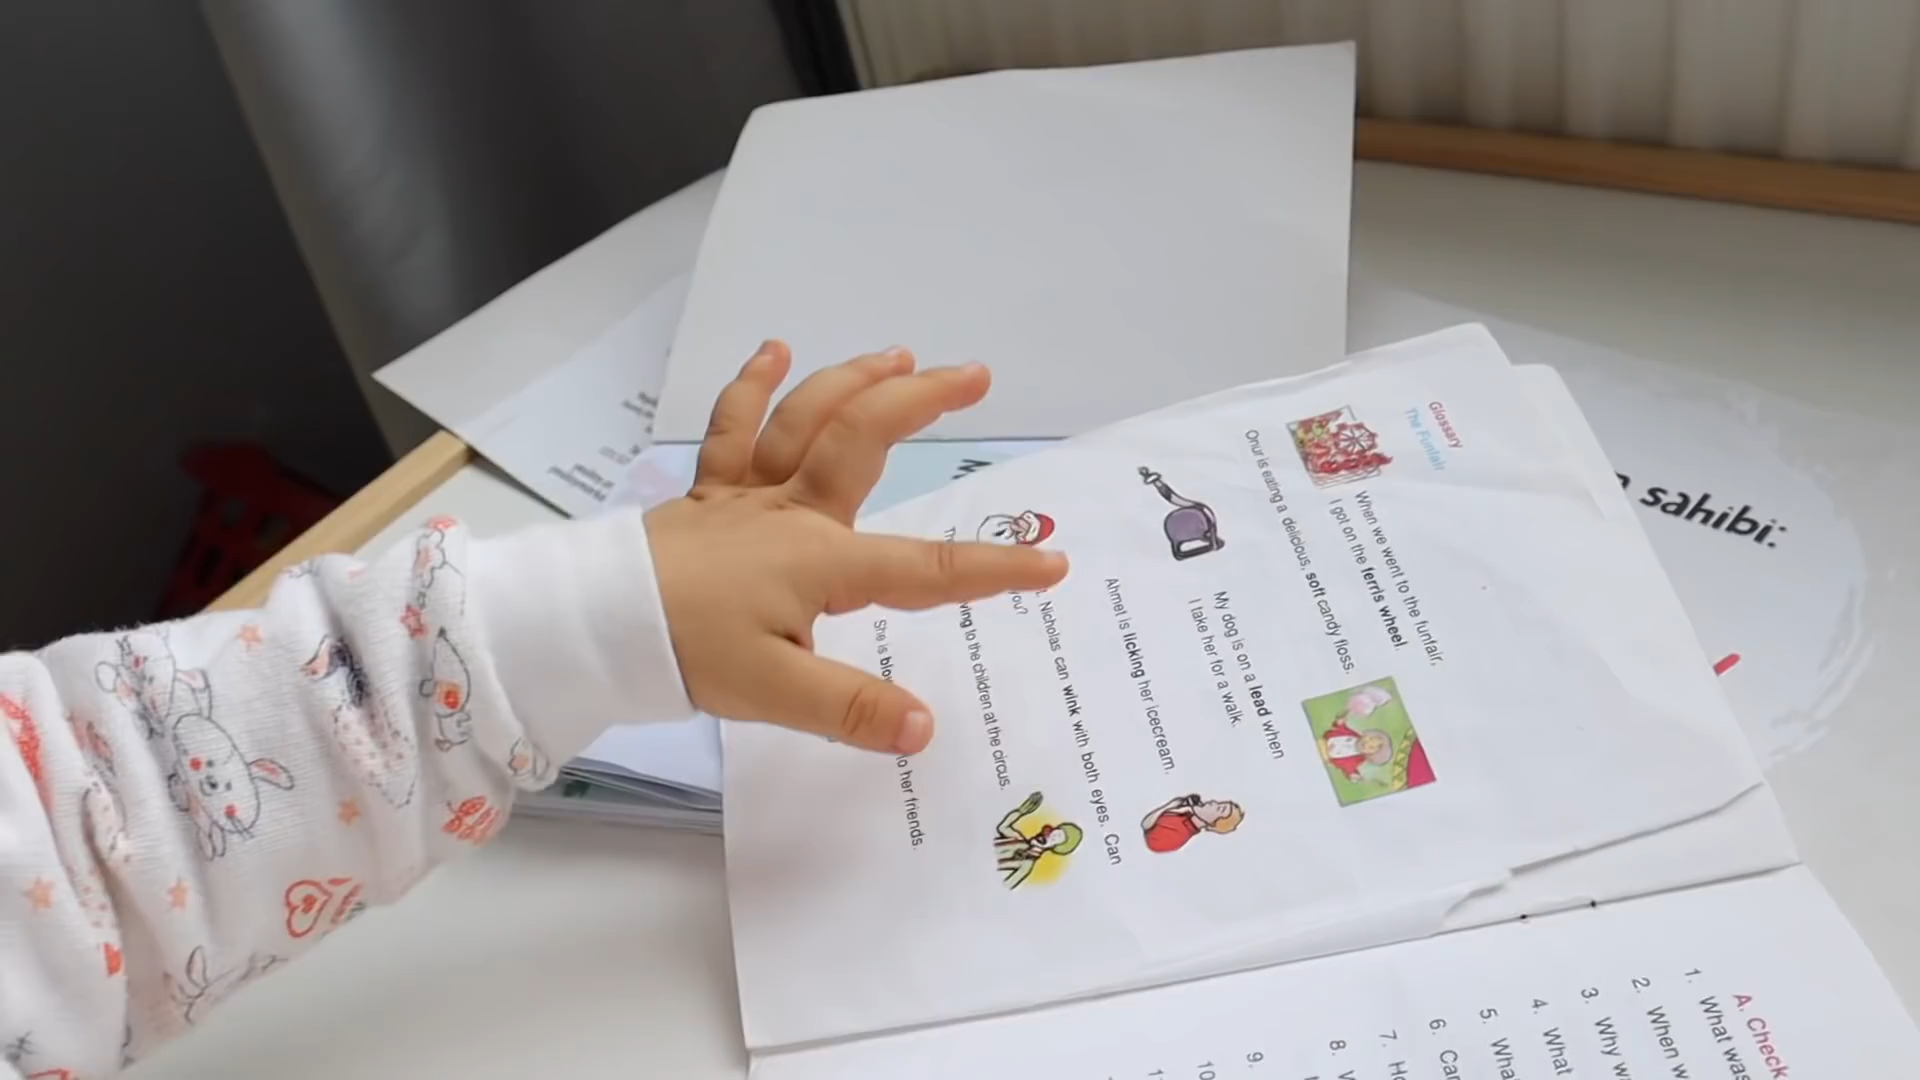 Glossary
The Funfair
When we went to the funfair,
I got on the ferris wheel.
Onur is eating a delicious, soft candy floss.
My dog is on a lead when
I take her for a walk.
Ahmet is licking her icecream.
Nicholas can wink with both eyes. Can
you?
to the children at the circus.
She is
her friends.
A. Check
1. What was
2. When w
3. Why w
4. What
5. Wha
6. Car
7. Ho
8. W
9.
10
sahibi: